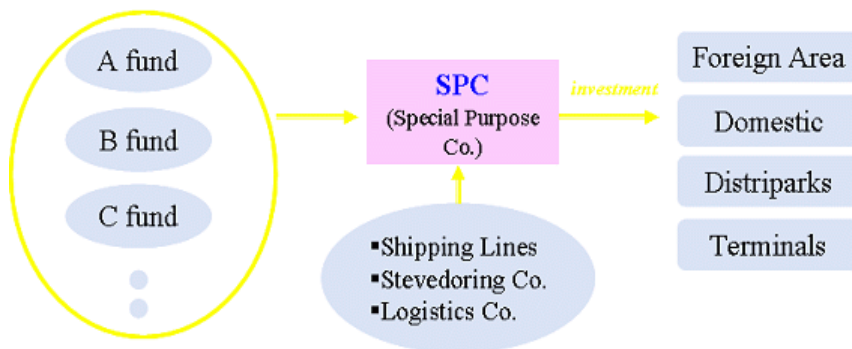 A fund
B fund
C fund
SPC
(Special Purpose
Co.)
▪Shipping Lines
▪Stevedoring Co.
▪Logistics Co.
investment
Foreign Area
Domestic
Distriparks
Terminals